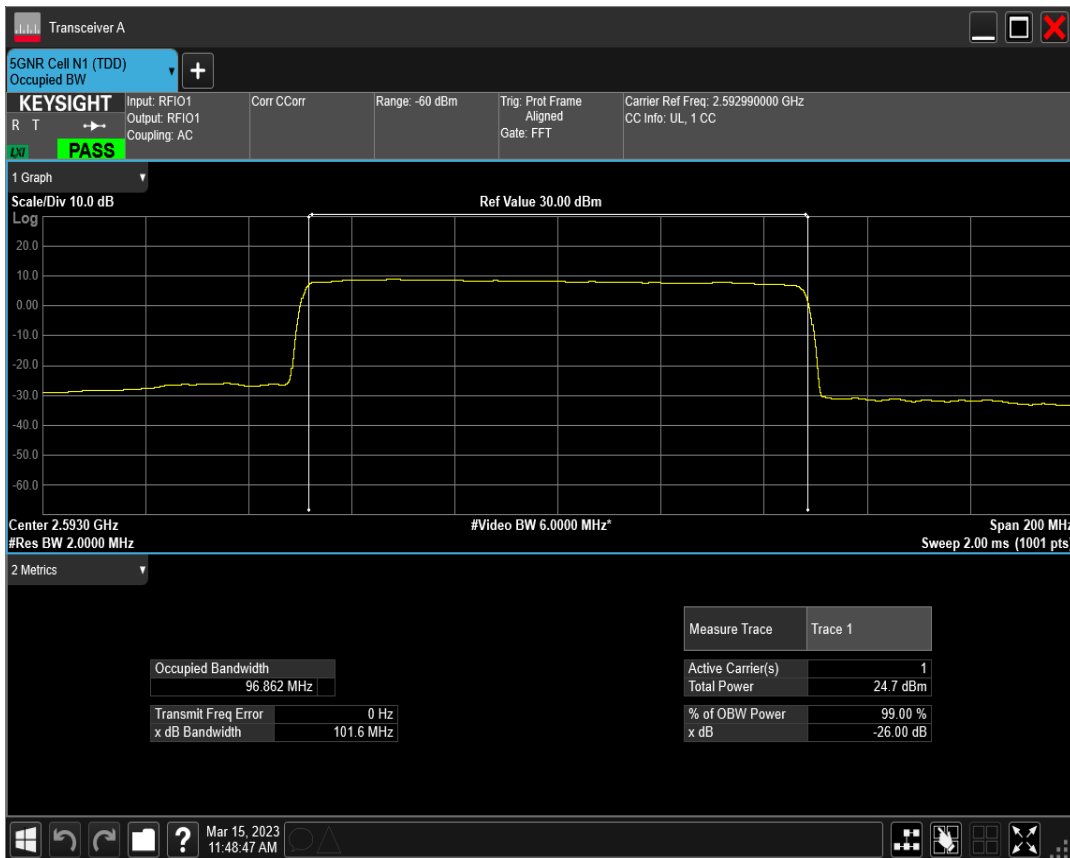 Transceiver A
5GNR Cell N1 (TDD)
Occupied BW
KEYSIGHT
R T
LXI
PASS
Input: RFIO1
Output: RFIO1
Coupling: AC
Corr CCorr
Range: -60 dBm
Trig: Prot Frame
Aligned
Gate: FFT
Carrier Ref Freq: 2.592990000 GHz
CC Info: UL, 1 CC
1 Graph
Scale/Div 10.0 dB
Ref Value 30.00 dBm
Log
20.0
10.0
0.00
-10.0
-20.0
-30.0
-40.0
-50.0
-60.0
Center 2.5930 GHz
#Video BW 6.0000 MHz*
Span 200 MHz
#Res BW 2.0000 MHz
Sweep 2.00 ms (1001 pts)
2 Metrics
Measure Trace Trace 1
Occupied Bandwidth
96.862 MHz
Active Carrier(s) 1
Total Power 24.7 dBm
Transmit Freq Error 0 Hz
x dB Bandwidth 101.6 MHz
% of OBW Power 99.00 %
x dB -26.00 dB
?
Mar 15, 2023
11:48:47 AM